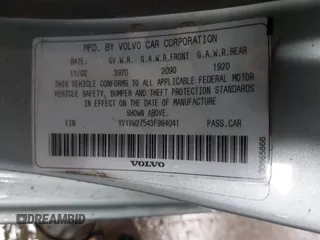 MFD. BY VOLVO CAR CORPORATION
DATE: G.V.W.R. G.A.W.R.FRONT G.A.W.R.REAR
11/02 3970 2090 1920
THIS VEHICLE CONFORMS TO ALL APPLICABLE FEDERAL MOTOR
VEHICLE SAFETY, BUMPER AND THEFT PROTECTION STANDARDS
IN EFFECT ON THE DATE OF MANUFACTURE
SHOWN ABOVE.
VIN YV1VW27543F984041 PASS.CAR
VOLVO
DREAMBID